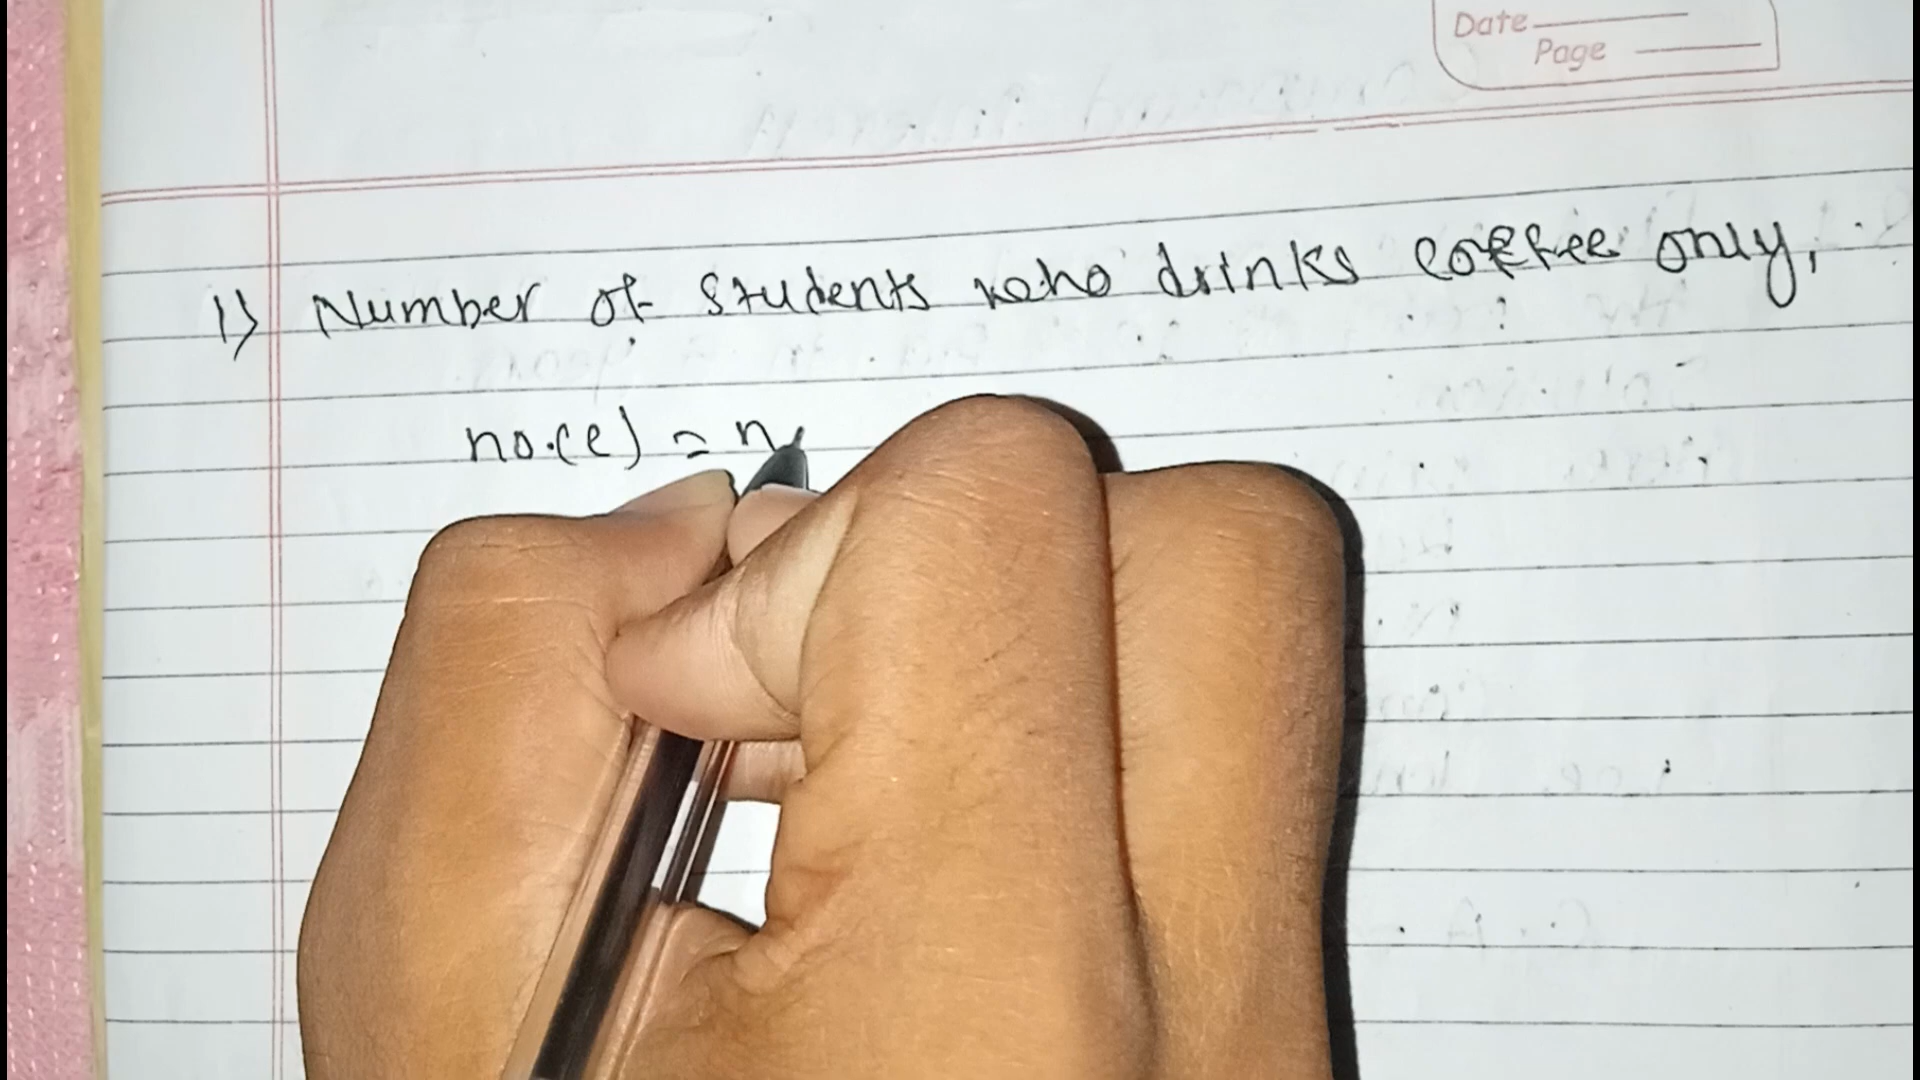 Date
Page
1) Number of students who drinks coffee only,
no.(c) = n